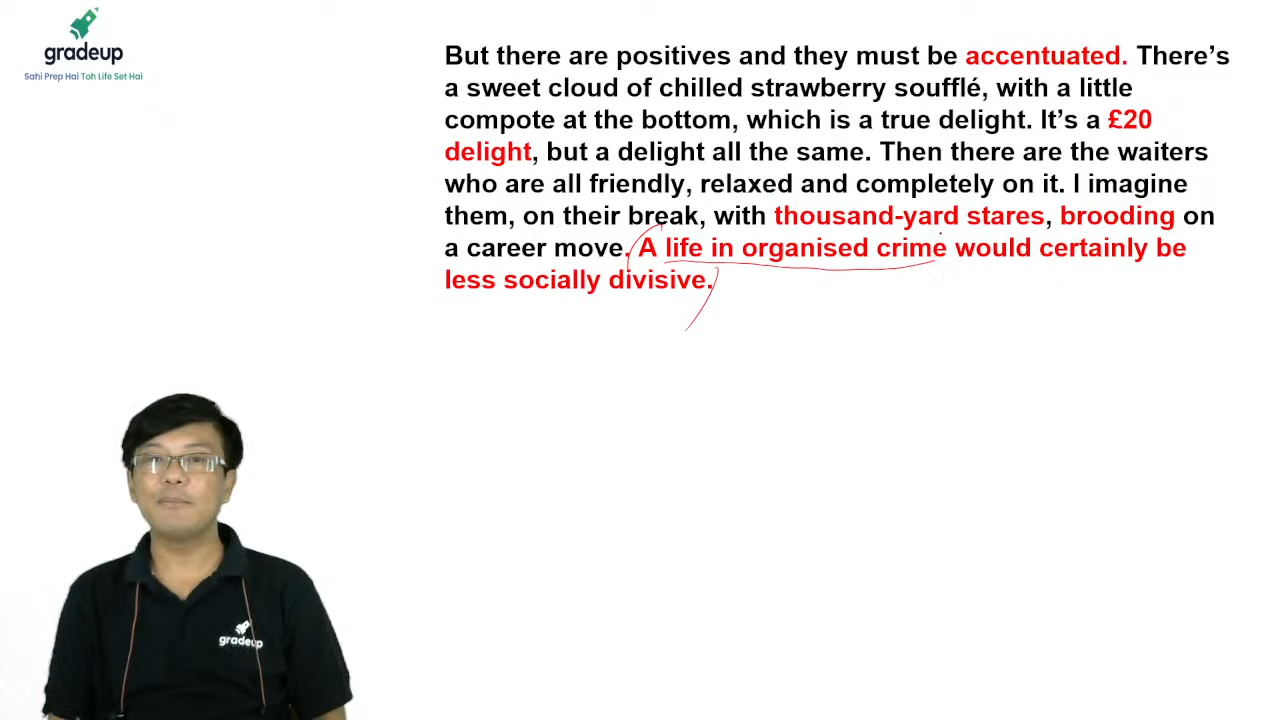 gradeup
Sahi Prep Hai Toh Life Set Hai
But there are positives and they must be accentuated. There’s
a sweet cloud of chilled strawberry soufflé, with a little
compote at the bottom, which is a true delight. It’s a £20
delight, but a delight all the same. Then there are the waiters
who are all friendly, relaxed and completely on it. I imagine
them, on their break, with thousand-yard stares, brooding on
a career move. A life in organised crime would certainly be
less socially divisive.
gradeup